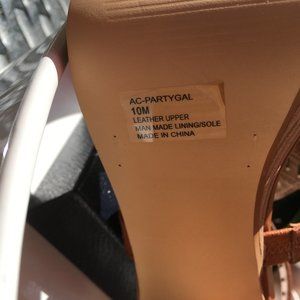 AC-PARTYGAL
10M
LEATHER UPPER
MAN MADE LINING/SOLE
MADE IN CHINA